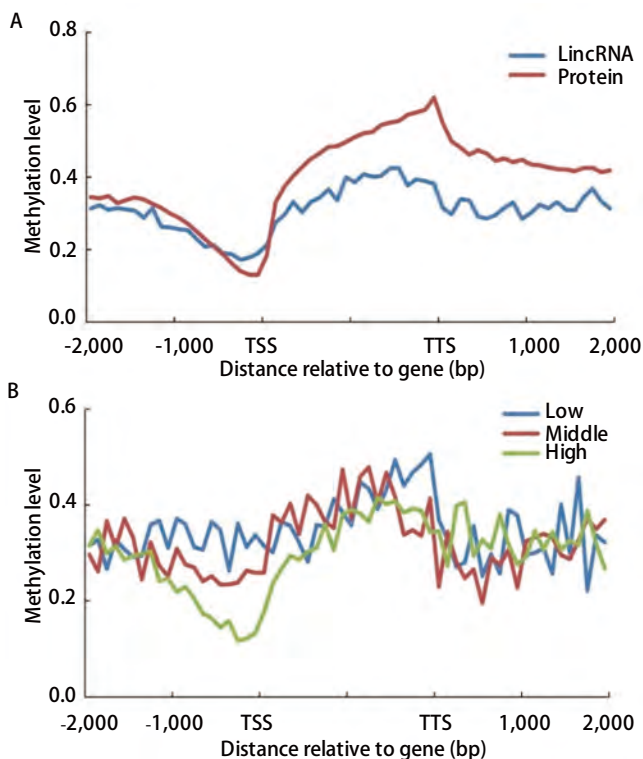 A
0.8
LincRNA
Protein
0.6
Methylation level
0.4
0.2
0.0
-2,000 -1,000 TSS TTS 1,000 2,000
Distance relative to gene (bp)
B
0.6
Low
Middle
High
Methylation level
0.4
0.2
0.0
-2,000 -1,000 TSS TTS 1,000 2,000
Distance relative to gene (bp)